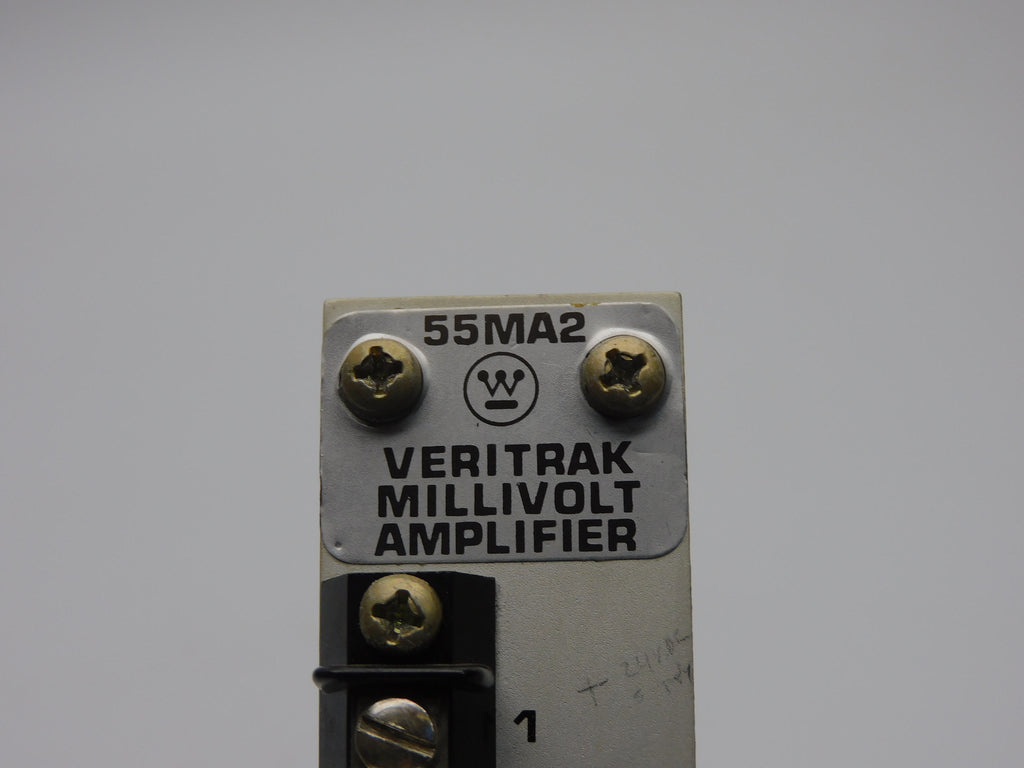 55MA2
W
VERITRAK
MILLIVOLT
AMPLIFIER
1